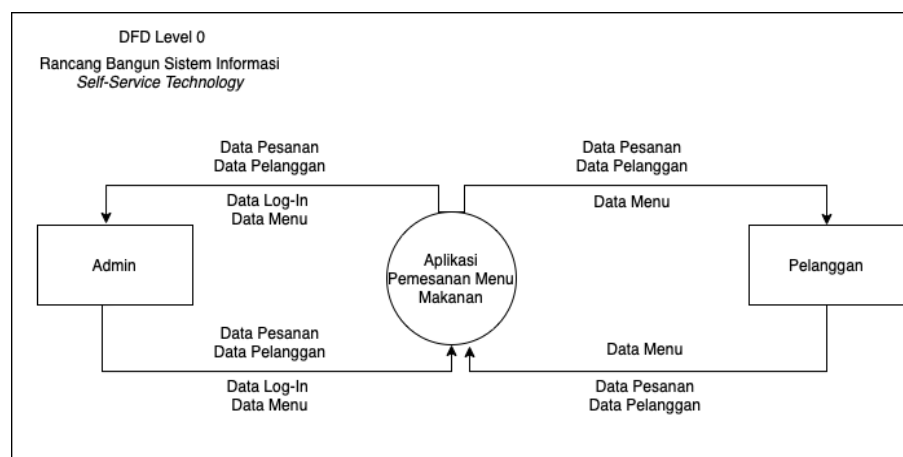 DFD Level 0
Rancang Bangun Sistem Informasi
Self-Service Technology
Data Pesanan
Data Pelanggan
Data Log-In
Data Menu
Data Pesanan
Data Pelanggan
Data Menu
Admin
Aplikasi
Pemesanan Menu
Makanan
Pelanggan
Data Pesanan
Data Pelanggan
Data Log-In
Data Menu
Data Menu
Data Pesanan
Data Pelanggan